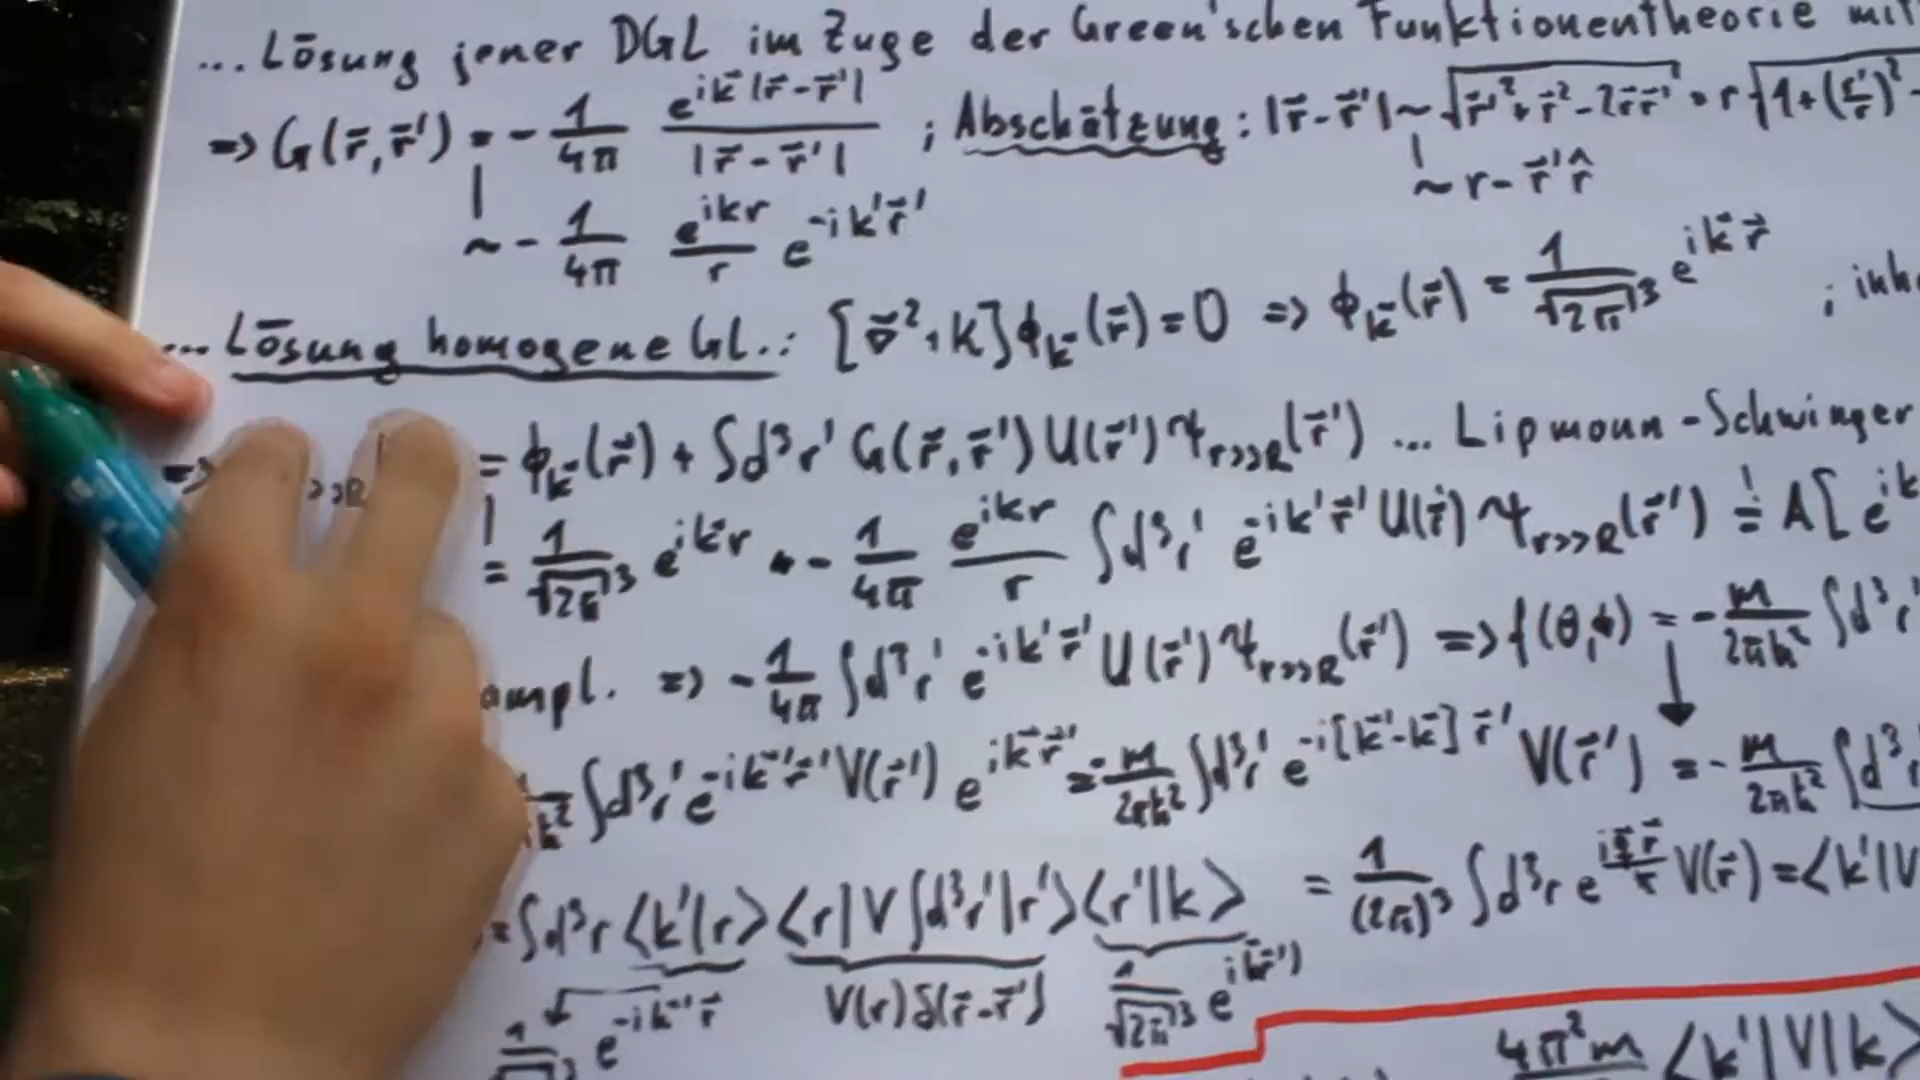 ...Lösung jener DGL im Zuge der Green'schen Funktionentheorie mit
=> G(r⃗,r⃗') = - 1/4π e^{ik⃗|r⃗-r⃗'|}/|r⃗-r⃗'| ; Abschätzung: |r⃗-r⃗'| ~ √(r⃗'²+r⃗²-2r⃗r⃗') = r√(1+(r'/r)²-
~ r - r⃗'r̂
~ - 1/4π e^{ikr}/r e^{-ik'r⃗'}
... Lösung homogene Gl.: [∇⃗²+k]ϕ_k⃗(r⃗)=0 => ϕ_k⃗(r⃗) = 1/√(2π)³ e^{ik⃗r⃗} ; inh
=> >>R = ϕ_k⃗(r⃗) + ∫d³r' G(r⃗,r⃗')U(r⃗')ψ_{r>>R}(r⃗') ... Lipmann-Schwinger
= 1/√(2π)³ e^{ik⃗r} - 1/4π e^{ikr}/r ∫d³r' e^{-ik'r⃗'} U(r⃗) ψ_{r>>R}(r⃗') != A[e^{ik
ampl. => - 1/4π ∫d³r' e^{-ik'r⃗'} U(r⃗')ψ_{r>>R}(r⃗') => f(θ,ϕ) = - m/2πħ² ∫d³r'
ħ² ∫d³r' e^{-ik⃗'r⃗'} V(r⃗') e^{ik⃗r⃗'} = - m/2πħ² ∫d³r' e^{-i[k⃗'-k⃗]r⃗'} V(r⃗') = - m/2πħ² ∫d³r
= ∫d³r <k'|r> <r|V∫d³r'|r'> <r'|k> = 1/(2π)³ ∫d³r e^{iq⃗r⃗/ħ} V(r⃗) = <k'|V
e^{-ik⃗'r⃗} V(r)δ(r⃗-r⃗') 1/√(2π)³ e^{ik⃗r⃗'}
4π²m <k'|V|k>